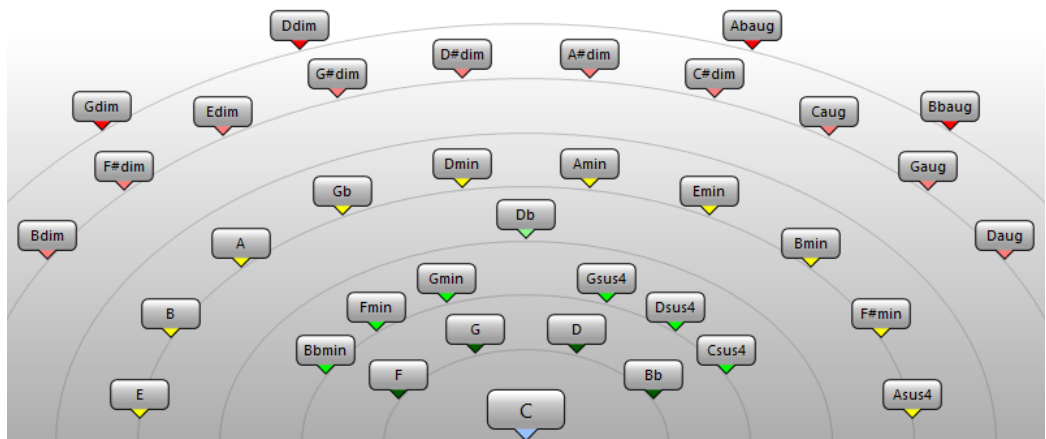 Ddim
Abaug
D#dim
A#dim
G#dim
C#dim
Gdim
Edim
Caug
Bbaug
F#dim
Dmin
Amin
Gaug
Gb
Emin
Db
Bdim
A
Bmin
Daug
Gmin
Gsus4
Fmin
Dsus4
B
F#min
G
D
Bbmin
Csus4
F
Bb
E
C
Asus4